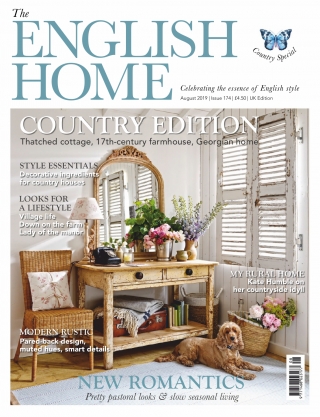 The
ENGLISH
HOME
Country Special
Celebrating the essence of English style
August 2019 | Issue 174 | £4.50 | UK Edition
COUNTRY EDITION
Thatched cottage, 17th-century farmhouse, Georgian home
STYLE ESSENTIALS
Decorative ingredients
for country houses
LOOKS FOR
A LIFESTYLE
Village life
Down on the farm
Lady of the manor
MY RURAL HOME
Kate Humble on
her countryside idyll
MODERN RUSTIC
Pared-back design,
muted hues, smart details
NEW ROMANTICS
Pretty pastoral looks & slow seasonal living